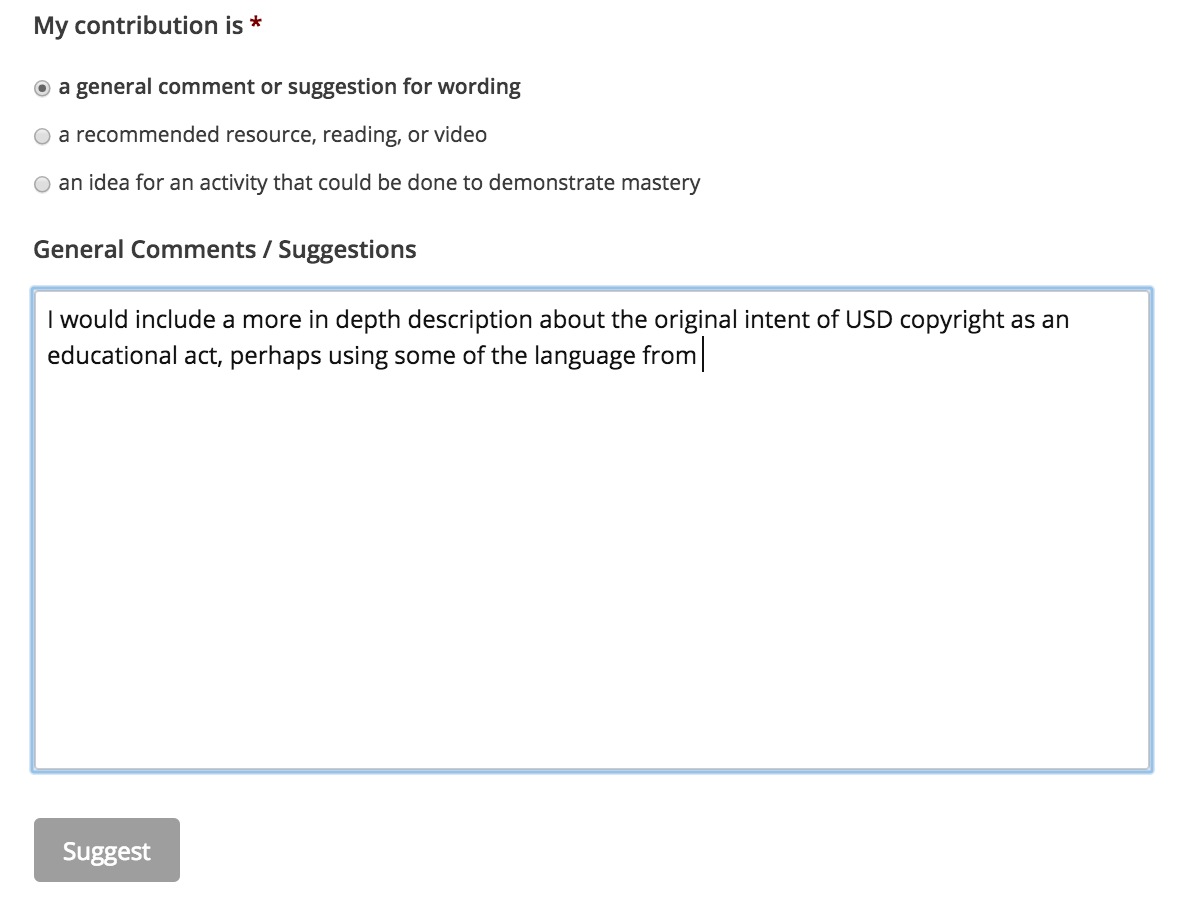 My contribution is *
a general comment or suggestion for wording
a recommended resource, reading, or video
an idea for an activity that could be done to demonstrate mastery
General Comments / Suggestions
I would include a more in depth description about the original intent of USD copyright as an
educational act, perhaps using some of the language from
Suggest